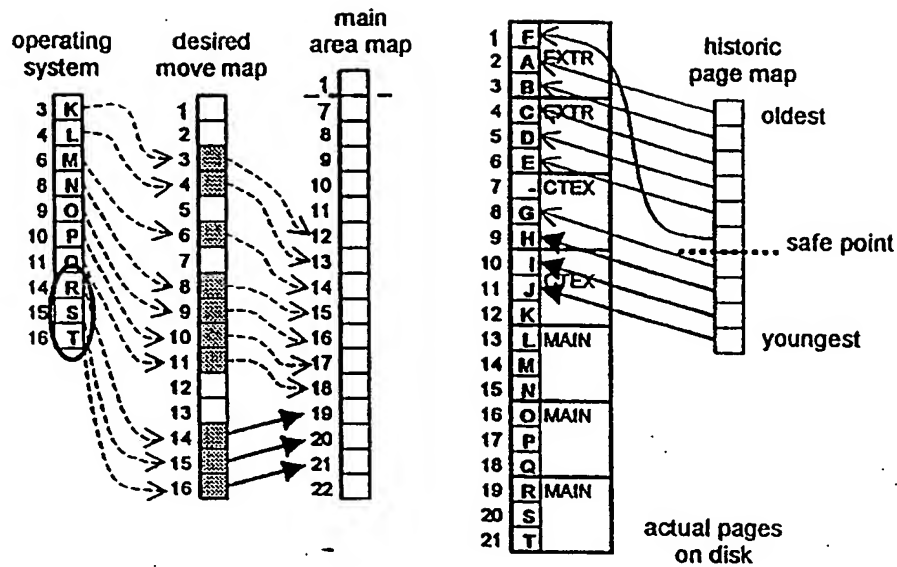 operating
system
3 K
4 L
6 M
8 N
9 O
10 P
11 Q
14 R
15 S
16 T
desired
move map
1
2
3
4
5
6
7
8
9
10
11
12
13
14
15
16
main
area map
1
7
8
9
10
11
12
13
14
15
16
17
18
19
20
21
22
1 F
2 A EXTR
3 B
4 C EXTR
5 D
6 E
7 - CTEX
8 G
9 H
10 I
11 J CTEX
12 K
13 L MAIN
14 M
15 N
16 O MAIN
17 P
18 Q
19 R MAIN
20 S
21 T
actual pages
on disk
historic
page map
oldest
safe point
youngest